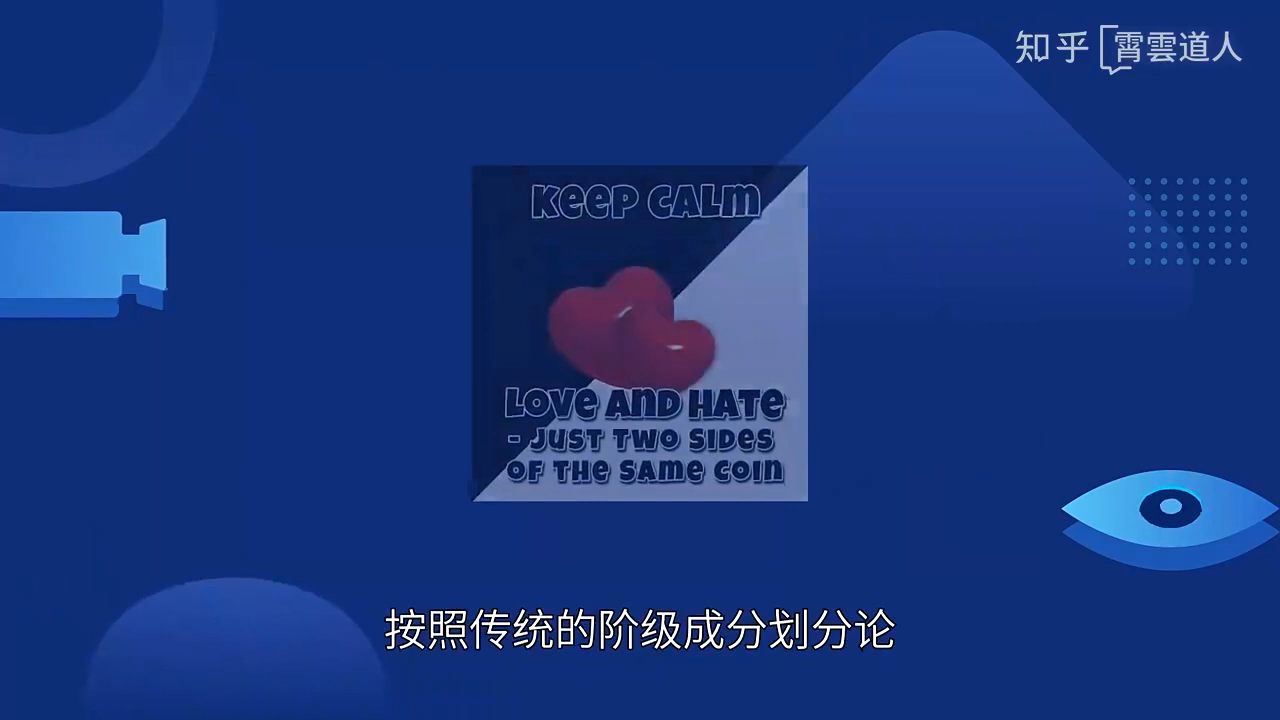 知乎 霄雲道人
KEEP CALM
LOVE AND HATE
- JUST TWO SIDES
OF THE SAME COIN
按照传统的阶级成分划分论